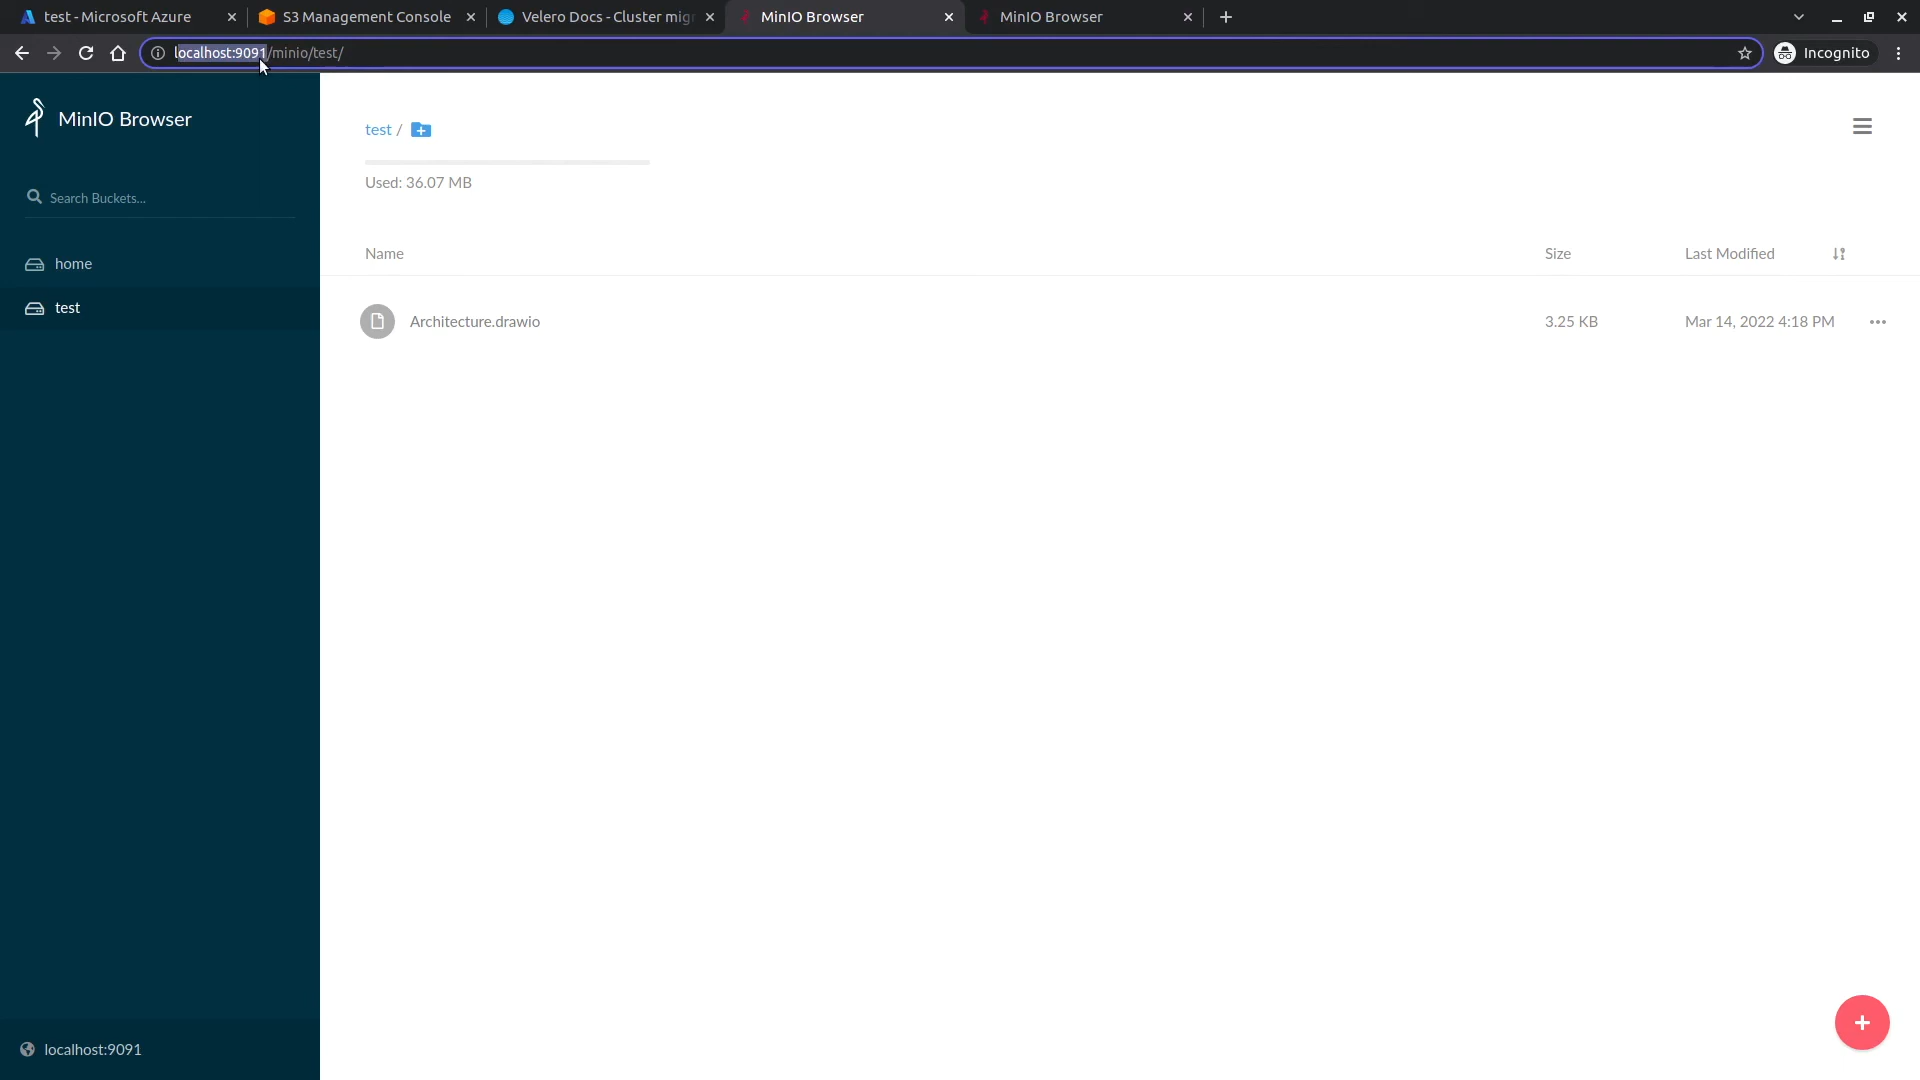 test - Microsoft Azure
S3 Management Console
Velero Docs - Cluster migr
MinIO Browser
MinIO Browser
localhost:9091/minio/test/
Incognito
MinIO Browser
Search Buckets...
home
test
localhost:9091
test /
Used: 36.07 MB
Name Size Last Modified
Architecture.drawio 3.25 KB Mar 14, 2022 4:18 PM